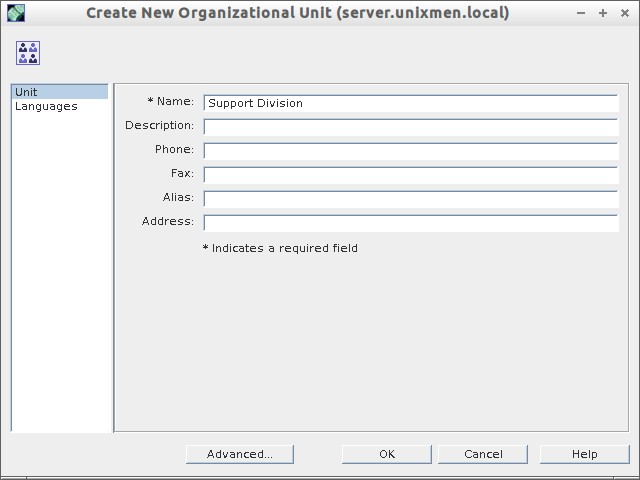 Create New Organizational Unit (server.unixmen.local)
Unit
Languages
* Name: Support Division
Description:
Phone:
Fax:
Alias:
Address:
* Indicates a required field
Advanced... OK Cancel Help